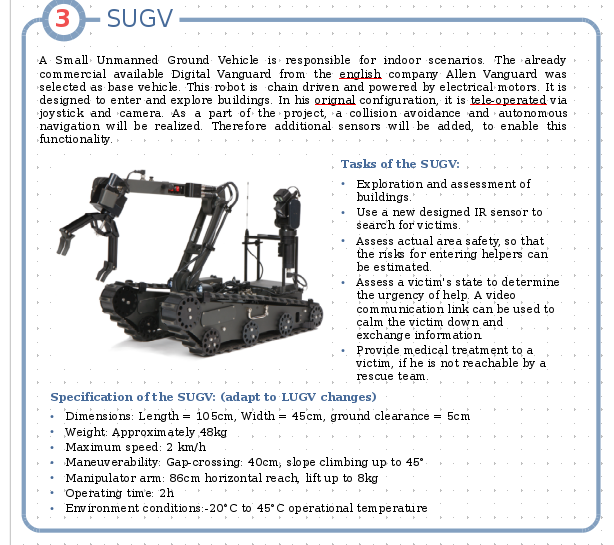 3 SUGV
A Small Unmanned Ground Vehicle is responsible for indoor scenarios. The already
commercial available Digital Vanguard from the english company Allen Vanguard was
selected as base vehicle. This robot is chain driven and powered by electrical motors. It is
designed to enter and explore buildings. In his orignal configuration, it is tele-operated via
joystick and camera. As a part of the project, a collision avoidance and autonomous
navigation will be realized. Therefore additional sensors will be added, to enable this
functionality.
Tasks of the SUGV:
• Exploration and assessment of
buildings.
• Use a new designed IR sensor to
search for victims.
• Assess actual area safety, so that
the risks for entering helpers can
be estimated.
• Assess a victim's state to determine
the urgency of help. A video
communication link can be used to
calm the victim down and
exchange information.
• Provide medical treatment to a
victim, if he is not reachable by a
rescue team.
Specification of the SUGV: (adapt to LUGV changes)
• Dimensions: Length = 105cm, Width = 45cm, ground clearance = 5cm
• Weight: Approximately 48kg
• Maximum speed: 2 km/h
• Maneuverability: Gap-crossing: 40cm, slope climbing up to 45°
• Manipulator arm: 86cm horizontal reach, lift up to 8kg
• Operating time: 2h
• Environment conditions:-20°C to 45°C operational temperature